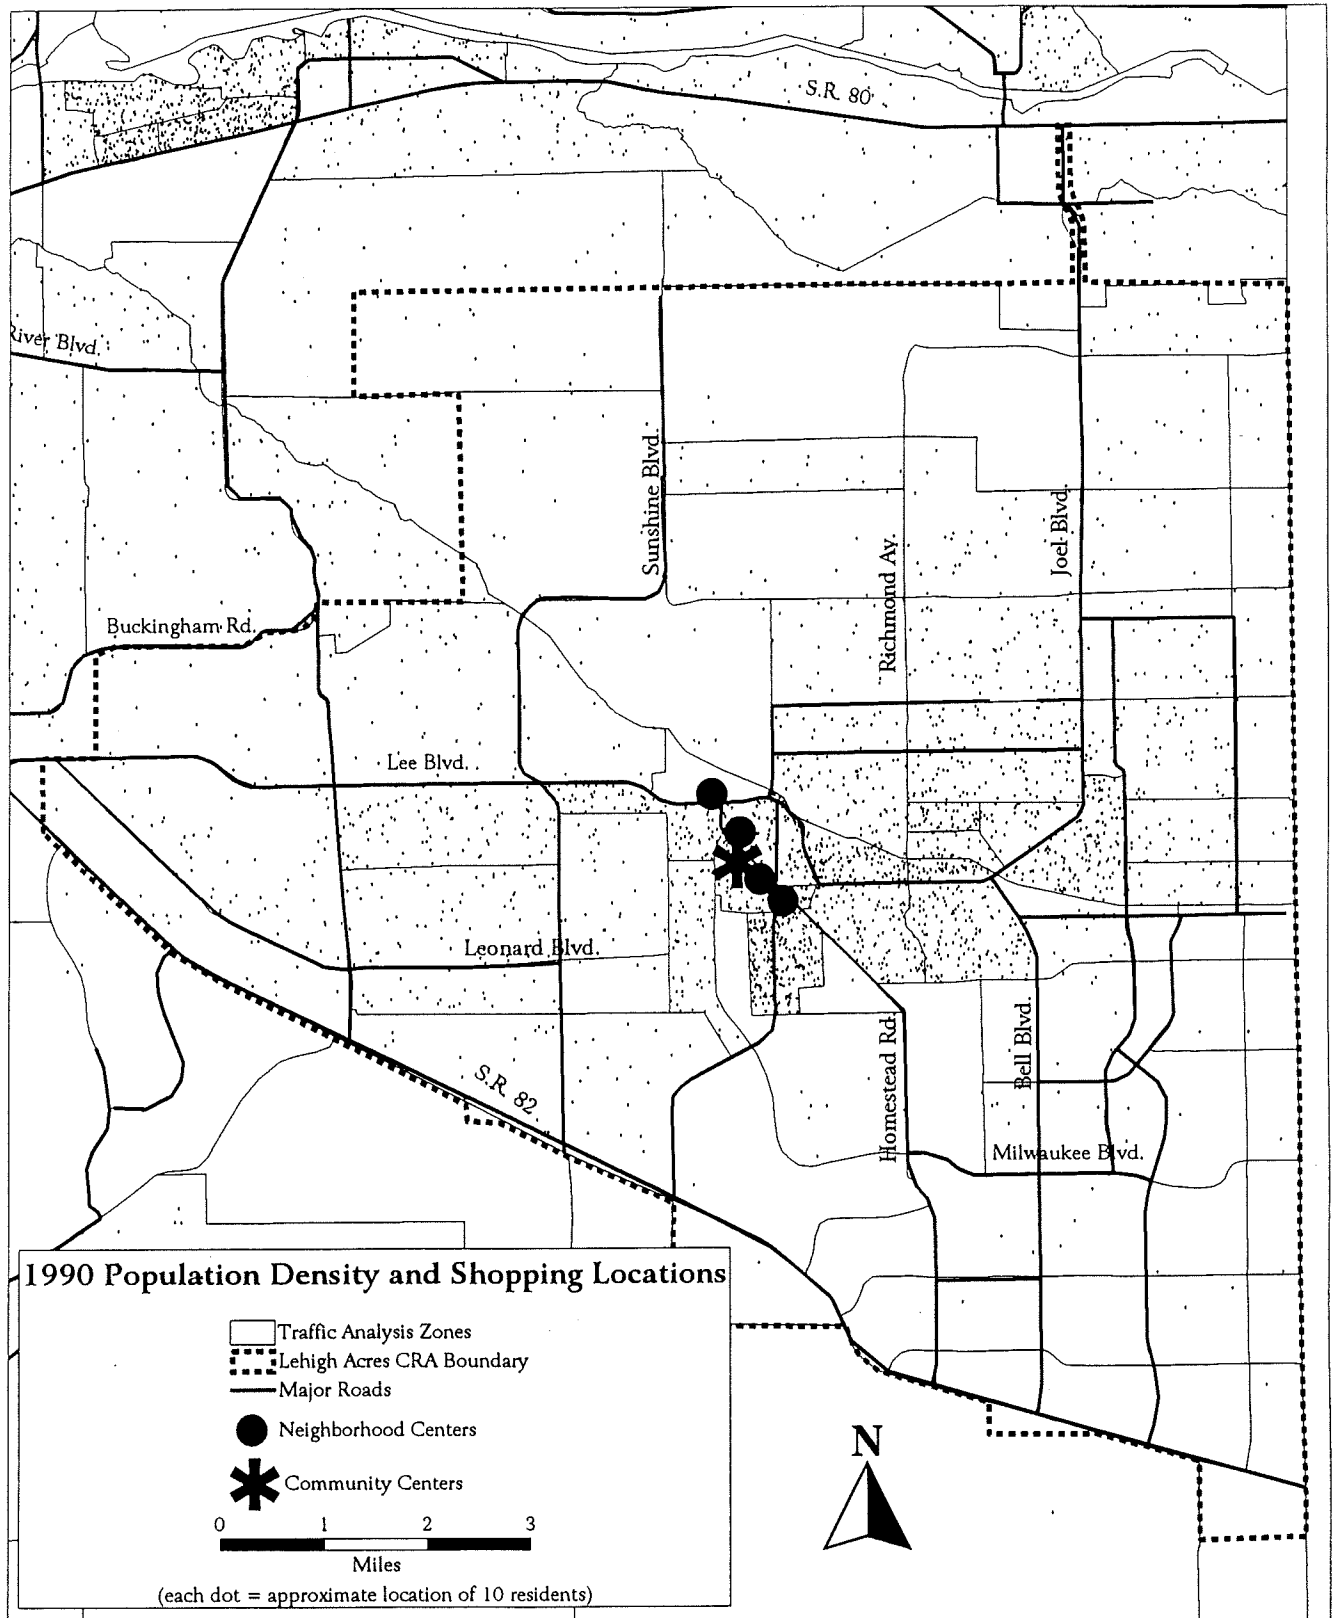 S.R. 80
River Blvd.
Sunshine Blvd.
Joel Blvd.
Richmond Av.
Buckingham Rd.
Lee Blvd.
Leonard Blvd.
Bell Blvd.
Homestead Rd.
S.R. 82
Milwaukee Blvd.
1990 Population Density and Shopping Locations
Traffic Analysis Zones
Lehigh Acres CRA Boundary
Major Roads
Neighborhood Centers
Community Centers
0 1 2 3
Miles
(each dot = approximate location of 10 residents)
N